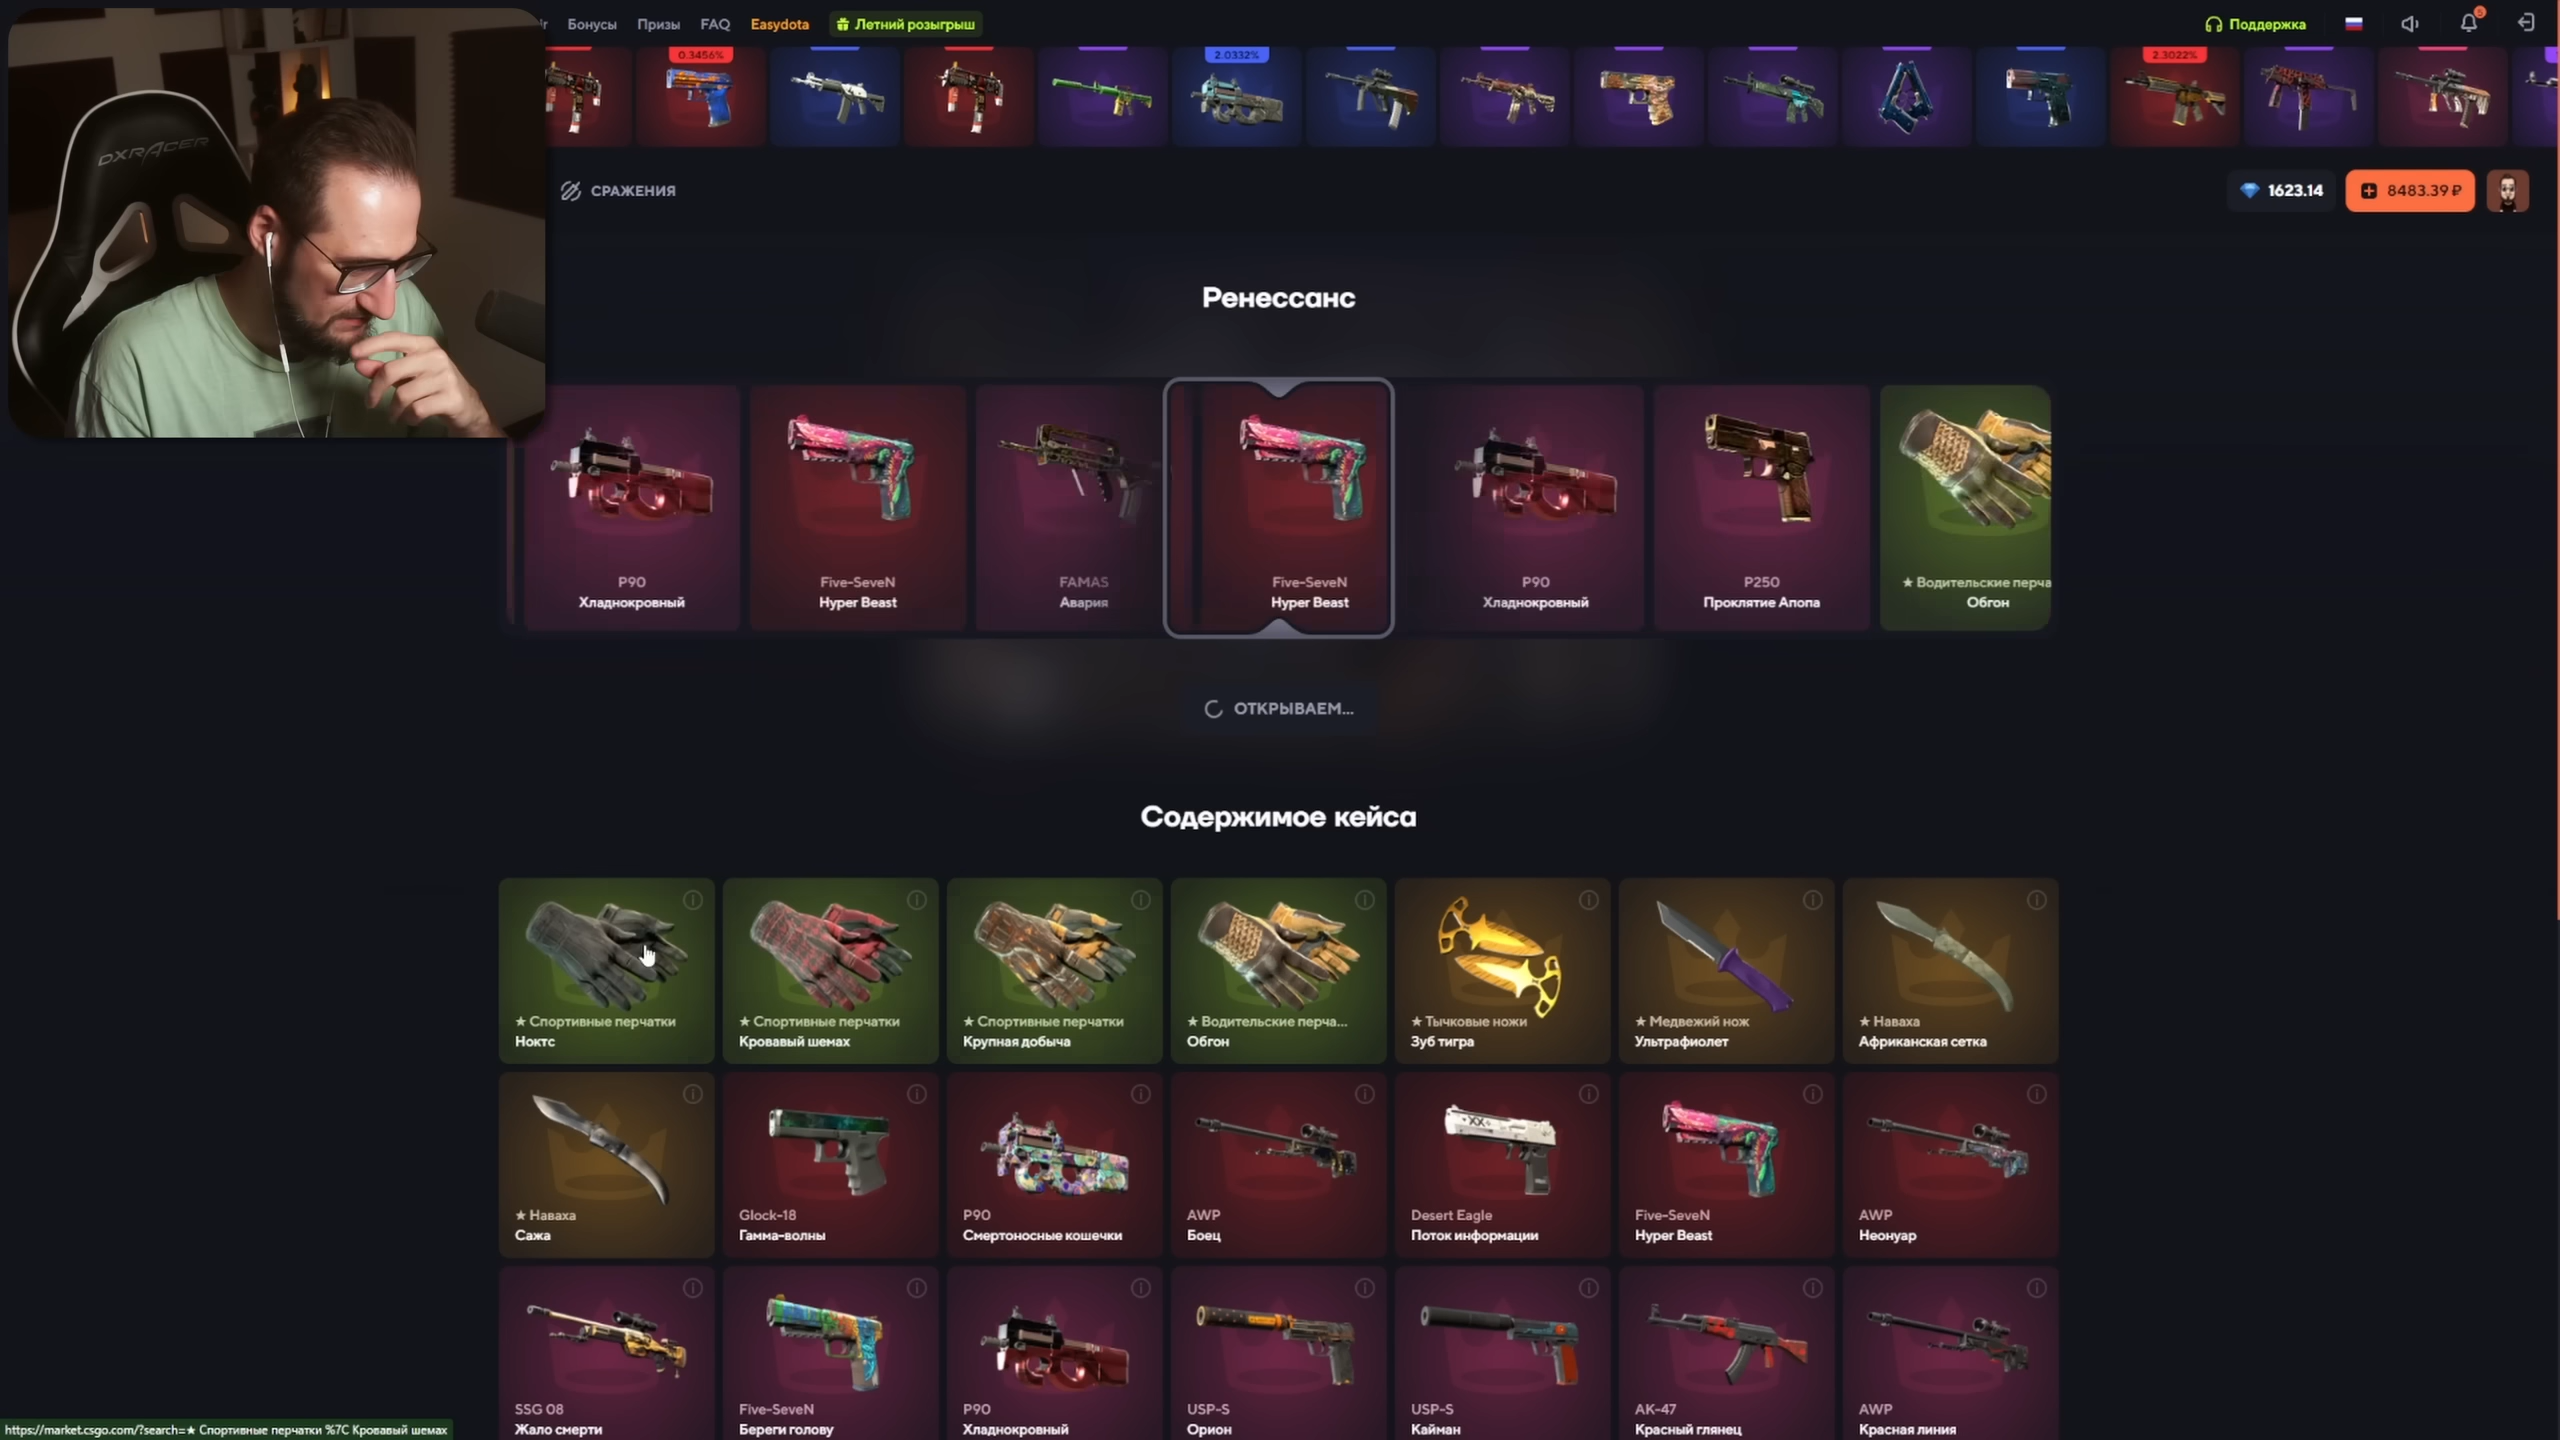 Бонусы
Призы
FAQ
Easydota
Летний розыгрыш
Поддержка
5
0.3456%
2.0332%
2.3022%
DXRACER
СРАЖЕНИЯ
1623.14
8483.39 ₽
Ренессанс
P90
Хладнокровный
Five-SeveN
Hyper Beast
FAMAS
Авария
Five-SeveN
Hyper Beast
P90
Хладнокровный
P250
Проклятие Апопа
★ Водительские перча
Обгон
ОТКРЫВАЕМ...
Содержимое кейса
★ Спортивные перчатки
Ноктс
★ Спортивные перчатки
Кровавый шемах
★ Спортивные перчатки
Крупная добыча
★ Водительские перча...
Обгон
★ Тычковые ножи
Зуб тигра
★ Медвежий нож
Ультрафиолет
★ Наваха
Африканская сетка
★ Наваха
Сажа
Glock-18
Гамма-волны
P90
Смертоносные кошечки
AWP
Боец
Desert Eagle
Поток информации
Five-SeveN
Hyper Beast
AWP
Неонуар
SSG 08
Жало смерти
Five-SeveN
Береги голову
P90
Хладнокровный
USP-S
Орион
USP-S
Кайман
AK-47
Красный глянец
AWP
Красная линия
https://market.csgo.com/?search=★ Спортивные перчатки %7C Кровавый шемах